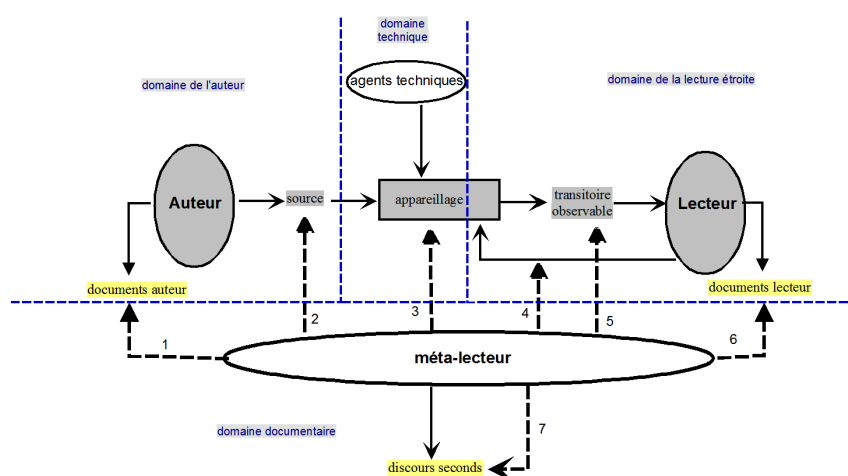 domaine
technique
domaine de l'auteur
domaine de la lecture étroite
agents techniques
Auteur
source
appareillage
transitoire
observable
Lecteur
documents auteur
documents lecteur
1
2
3
4
5
6
méta-lecteur
domaine documentaire
7
discours seconds